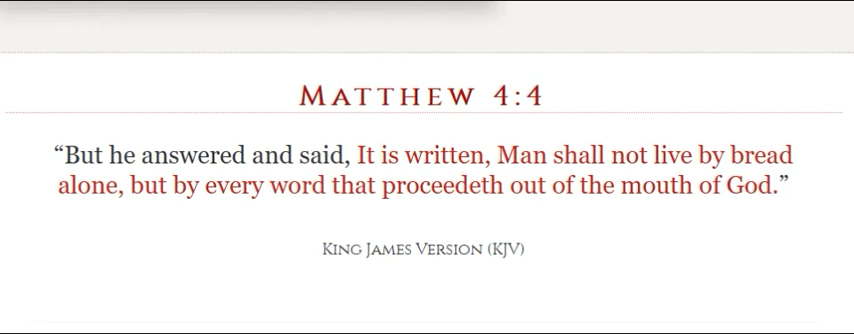 Matthew 4:4
“But he answered and said, It is written, Man shall not live by bread
alone, but by every word that proceedeth out of the mouth of God.”
King James Version (KJV)